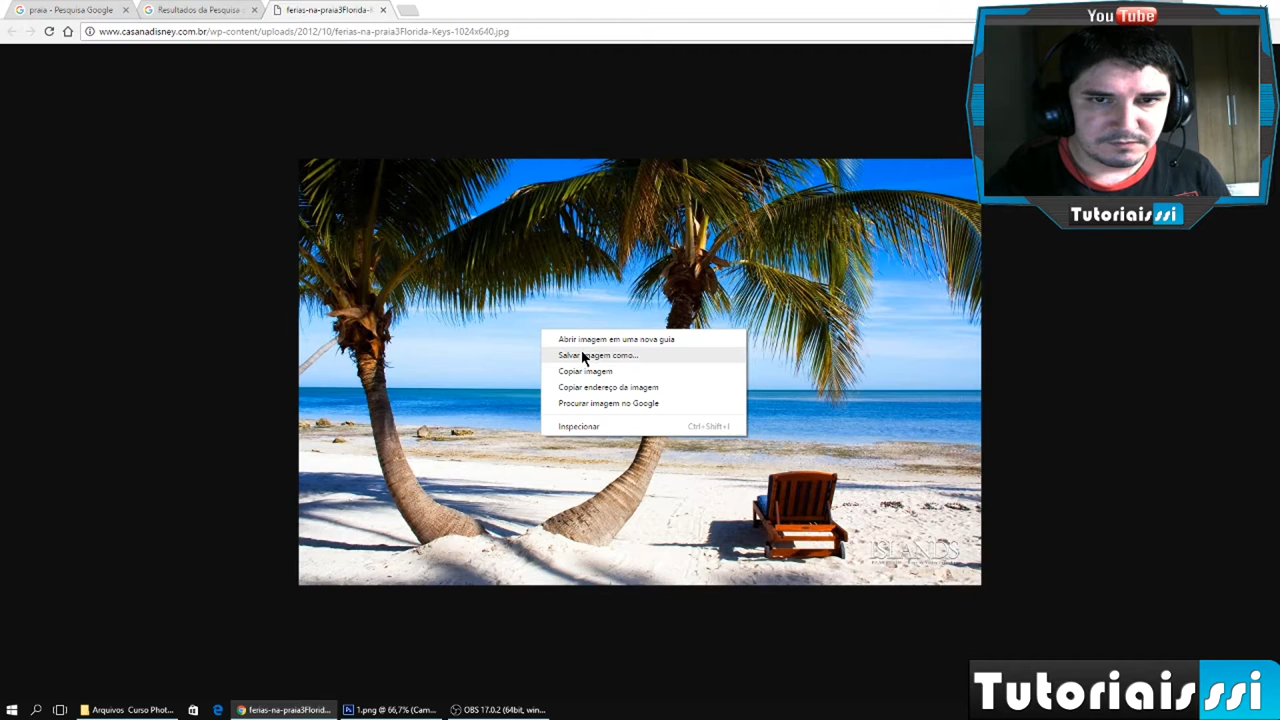 praia - Pesquisa Google
Resultados da Pesquisa
ferias-na-praia3Florida-K
www.casanadisney.com.br/wp-content/uploads/2012/10/ferias-na-praia3Florida-Keys-1024x640.jpg
YouTube
Tutoriaisssi
Abrir imagem em uma nova guia
Salvar imagem como...
Copiar imagem
Copiar endereço da imagem
Procurar imagem no Google
Inspecionar Ctrl+Shift+I
ISLANDS
Tutoriaisssi
Arquivos Curso Phot...
ferias-na-praia3Florid...
1.png @ 66,7% (Cam...
OBS 17.0.2 (64bit, win...